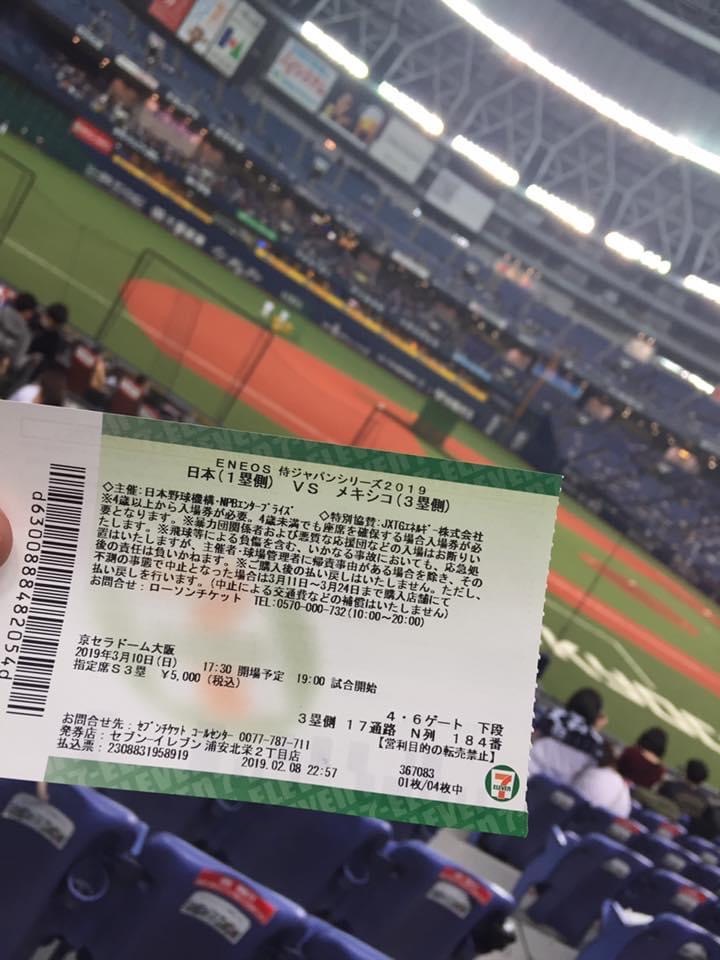 ENEOS 侍ジャパンシリーズ2019
日本(1塁側) VS メキシコ(3塁側)
◇主催:日本野球機構・NPBエンタープライズ ◇特別協賛:JXTGエネルギー株式会社
※4歳以上から入場券が必要。4歳未満でも座席を確保する場合入場券が必
要となります。※暴力団関係者および悪質な応援団などの入場はお断りい
たします。※飛球等による負傷を含む、いかなる事故においても、応急処
置はいたしますが、主催者・球場管理者に帰責事由がある場合を除き、その
後の責任は負いかねます。※ご購入後の払い戻しはいたしません。ただし、
不測の事態で中止となった場合は3月11日~3月24日まで購入店舗にて
払い戻しを行います。(中止による交通費などの補償はいたしません)
お問合せ:ローソンチケット TEL:0570-000-732(10:00~20:00)
京セラドーム大阪
2019年3月10日(日) 17:30 開場予定 19:00 試合開始
指定席S3塁 ¥5,000(税込)
4・6ゲート 下段
3塁側 17通路 N列 184番
【営利目的の転売禁止】
お問合せ先:セブンチケット コールセンター 0077-787-711
発券店:セブン-イレブン 浦安北栄2丁目店
払込票:2308831958919 2019.02.08 22:57
367083
01枚/04枚中
d6300888482054d
7
ELEVEN